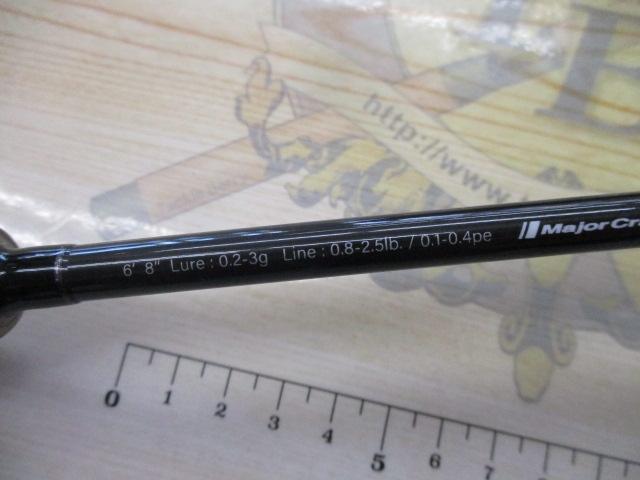 http://www.
6' 8" Lure : 0.2-3g Line : 0.8-2.5lb. / 0.1-0.4pe Major Cr
0 1 2 3 4 5 6 7 8